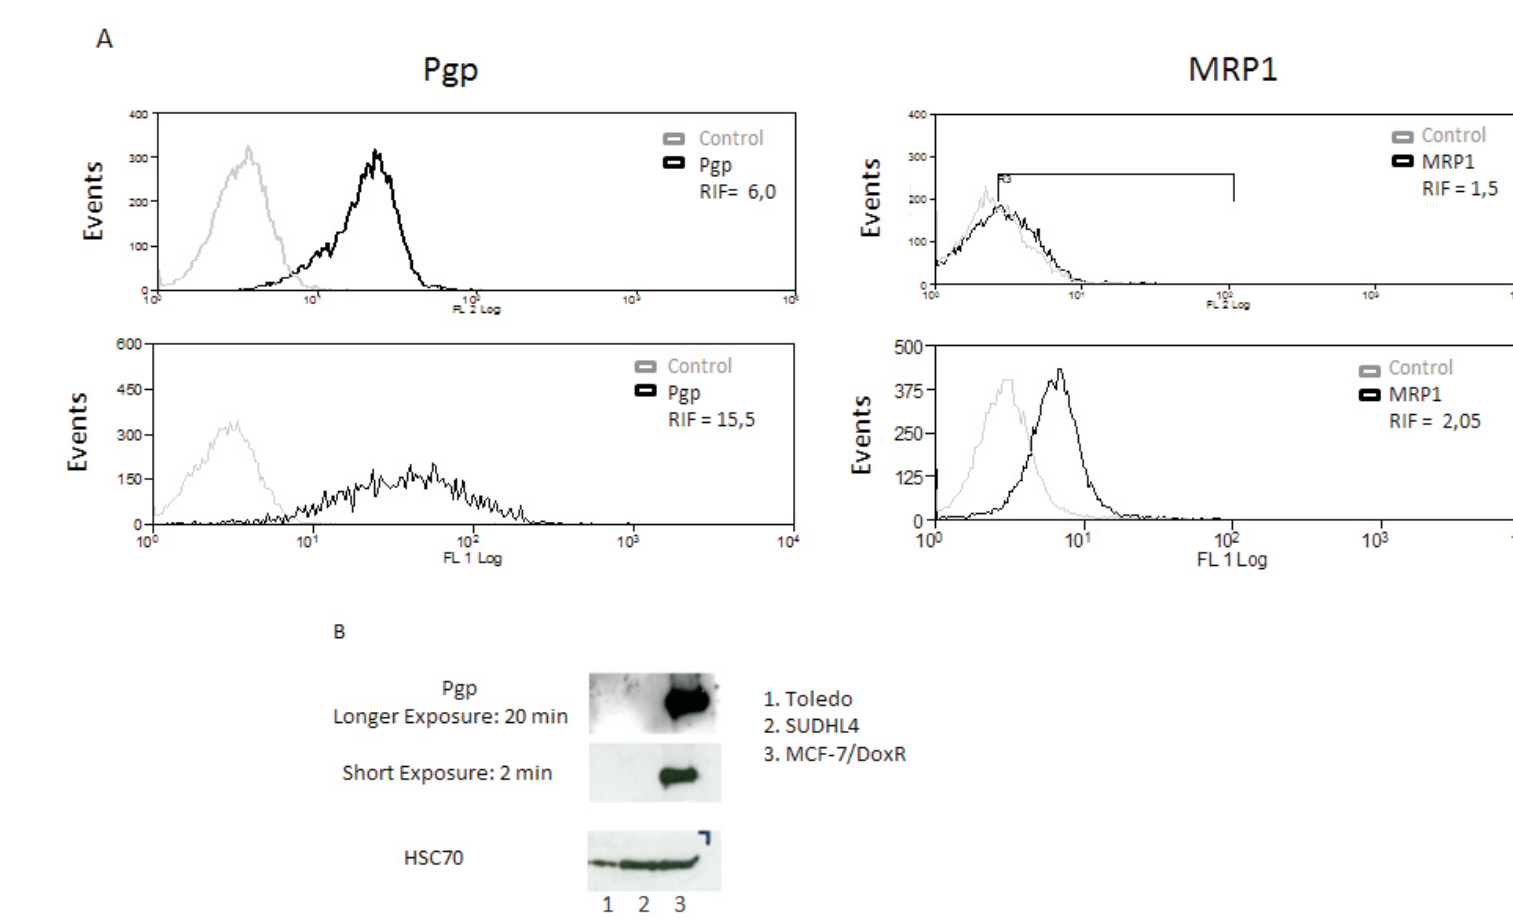 A
Pgp
MRP1
400
300
200
100
0
Events
Control
Pgp
RIF= 6,0
10⁰
10¹
10²
10³
FL 2 Log
400
300
200
100
0
Events
R3
Control
MRP1
RIF = 1,5
10⁰
10¹
10²
10³
FL 2 Log
600
450
300
150
0
Events
Control
Pgp
RIF = 15,5
10⁰
10¹
10²
10³
10⁴
FL 1 Log
500
375
250
125
0
Events
Control
MRP1
RIF = 2,05
10⁰
10¹
10²
10³
FL 1 Log
B
Pgp
Longer Exposure: 20 min
Short Exposure: 2 min
HSC70
1 2 3
1. Toledo
2. SUDHL4
3. MCF-7/DoxR